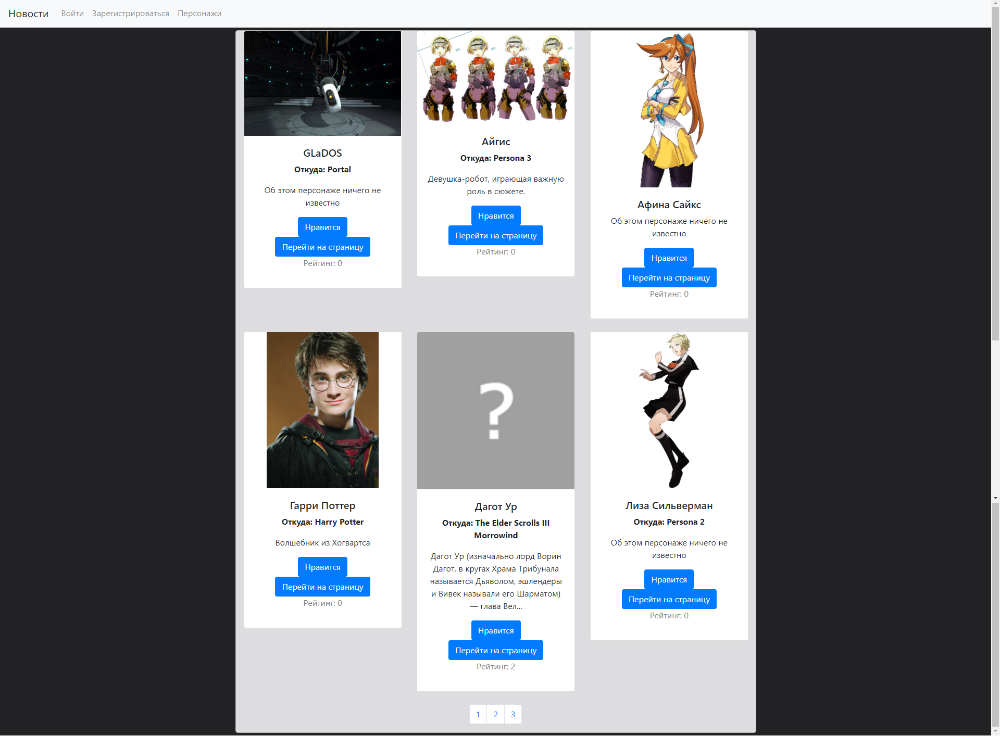 Новости Войти Зарегистрироваться Персонажи
GLaDOS
Откуда: Portal
Об этом персонаже ничего не
известно
Нравится
Перейти на страницу
Рейтинг: 0
Айгис
Откуда: Persona 3
Девушка-робот, играющая важную
роль в сюжете.
Нравится
Перейти на страницу
Рейтинг: 0
Афина Сайкс
Об этом персонаже ничего не
известно
Нравится
Перейти на страницу
Рейтинг: 0
Гарри Поттер
Откуда: Harry Potter
Волшебник из Хогвартса
Нравится
Перейти на страницу
Рейтинг: 0
?
Дагот Ур
Откуда: The Elder Scrolls III
Morrowind
Дагот Ур (изначально лорд Ворин
Дагот, в кругах Храма Трибунала
называется Дьяволом, эшлендеры
и Вивек называли его Шарматом)
— глава Вел...
Нравится
Перейти на страницу
Рейтинг: 2
Лиза Сильверман
Откуда: Persona 2
Об этом персонаже ничего не
известно
Нравится
Перейти на страницу
Рейтинг: 0
1 2 3